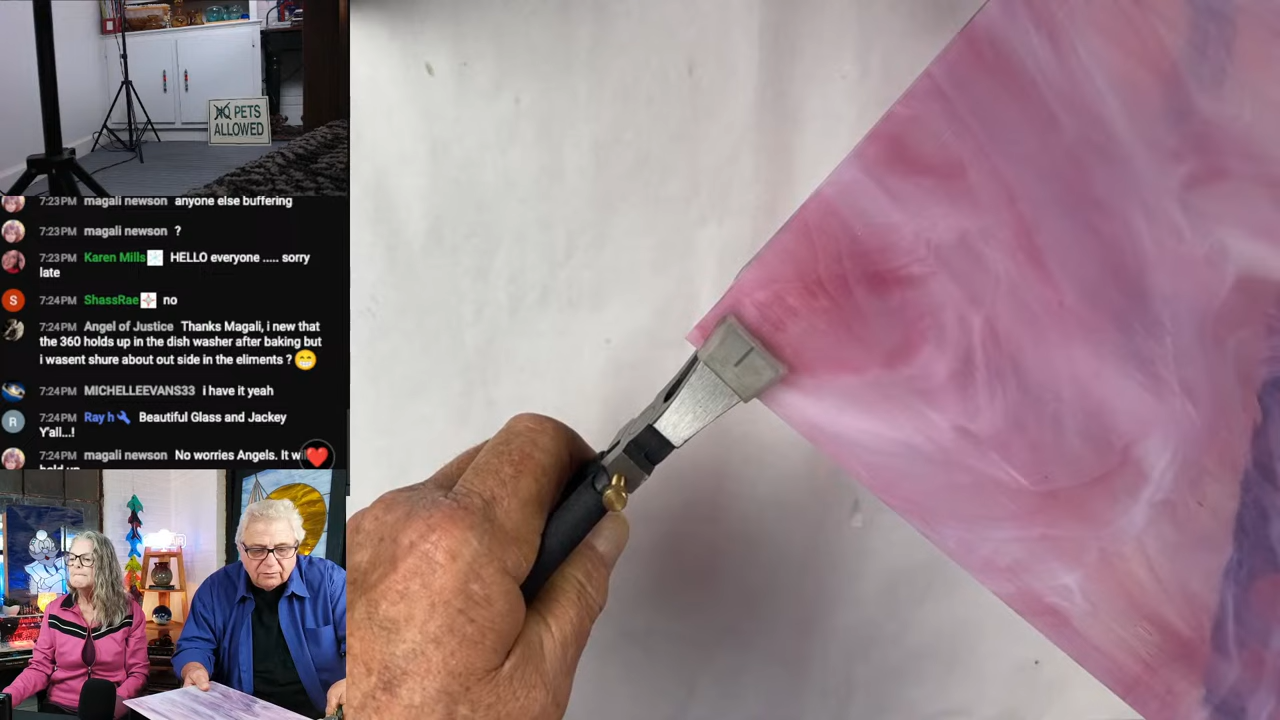 NO PETS
ALLOWED
7:23PM magali newson anyone else buffering
7:23PM magali newson ?
7:23PM Karen Mills HELLO everyone ..... sorry
late
S 7:24PM ShassRae no
7:24PM Angel of Justice Thanks Magali, i new that
the 360 holds up in the dish washer after baking but
i wasent shure about out side in the eliments ? 😁
7:24PM MICHELLEEVANS33 i have it yeah
R 7:24PM Ray h Beautiful Glass and Jackey
Y'all...!
7:24PM magali newson No worries Angels. It will
hold up